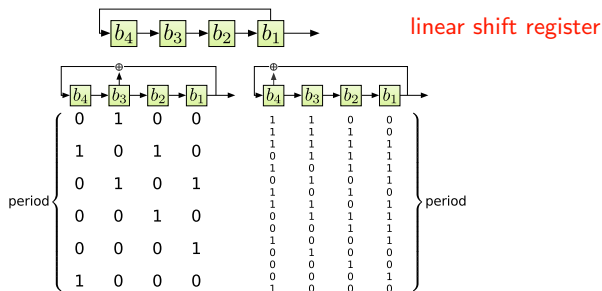 linear shift register
b4 b3 b2 b1
⊕ ⊕
b4 b3 b2 b1
b4 b3 b2 b1
0 1 0 0
1 0 1 0
0 1 0 1
0 0 1 0
0 0 0 1
1 0 0 0
period
1 1 0 0
1 1 1 0
1 1 1 1
0 1 1 1
1 0 1 1
0 1 0 1
1 0 1 0
1 1 0 1
0 1 1 0
0 0 1 1
1 0 0 1
0 1 0 0
0 0 1 0
0 0 0 1
1 0 0 0
period